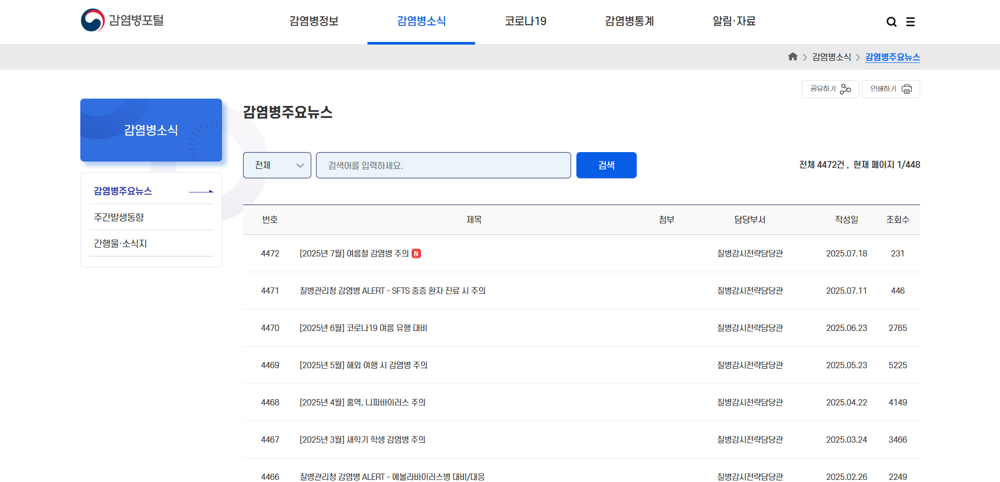 감염병포털
감염병정보 감염병소식 코로나19 감염병통계 알림·자료
감염병소식 감염병주요뉴스
공유하기 인쇄하기
감염병소식
감염병주요뉴스
주간발생동향
간행물·소식지
감염병주요뉴스
전체 검색어를 입력하세요. 검색 전체 4472건 , 현재 페이지 1/448
번호 제목 첨부 담당부서 작성일 조회수
4472 [2025년 7월] 여름철 감염병 주의 N 질병감시전략담당관 2025.07.18 231
4471 질병관리청 감염병 ALERT - SFTS 중증 환자 진료 시 주의 질병감시전략담당관 2025.07.11 446
4470 [2025년 6월] 코로나19 여름 유행 대비 질병감시전략담당관 2025.06.23 2765
4469 [2025년 5월] 해외 여행 시 감염병 주의 질병감시전략담당관 2025.05.23 5225
4468 [2025년 4월] 홍역, 니파바이러스 주의 질병감시전략담당관 2025.04.22 4149
4467 [2025년 3월] 새학기 학생 감염병 주의 질병감시전략담당관 2025.03.24 3466
4466 질병관리청 감염병 ALERT - 에볼라바이러스병 대비/대응 질병감시전략담당관 2025.02.26 2249